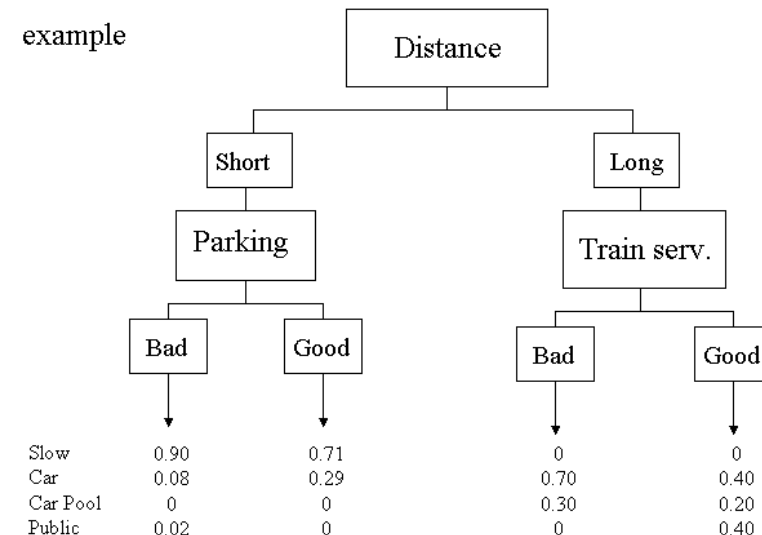 example
Distance
Short
Long
Parking
Train serv.
Bad
Good
Bad
Good
Slow 0.90 0.71 0 0
Car 0.08 0.29 0.70 0.40
Car Pool 0 0 0.30 0.20
Public 0.02 0 0 0.40